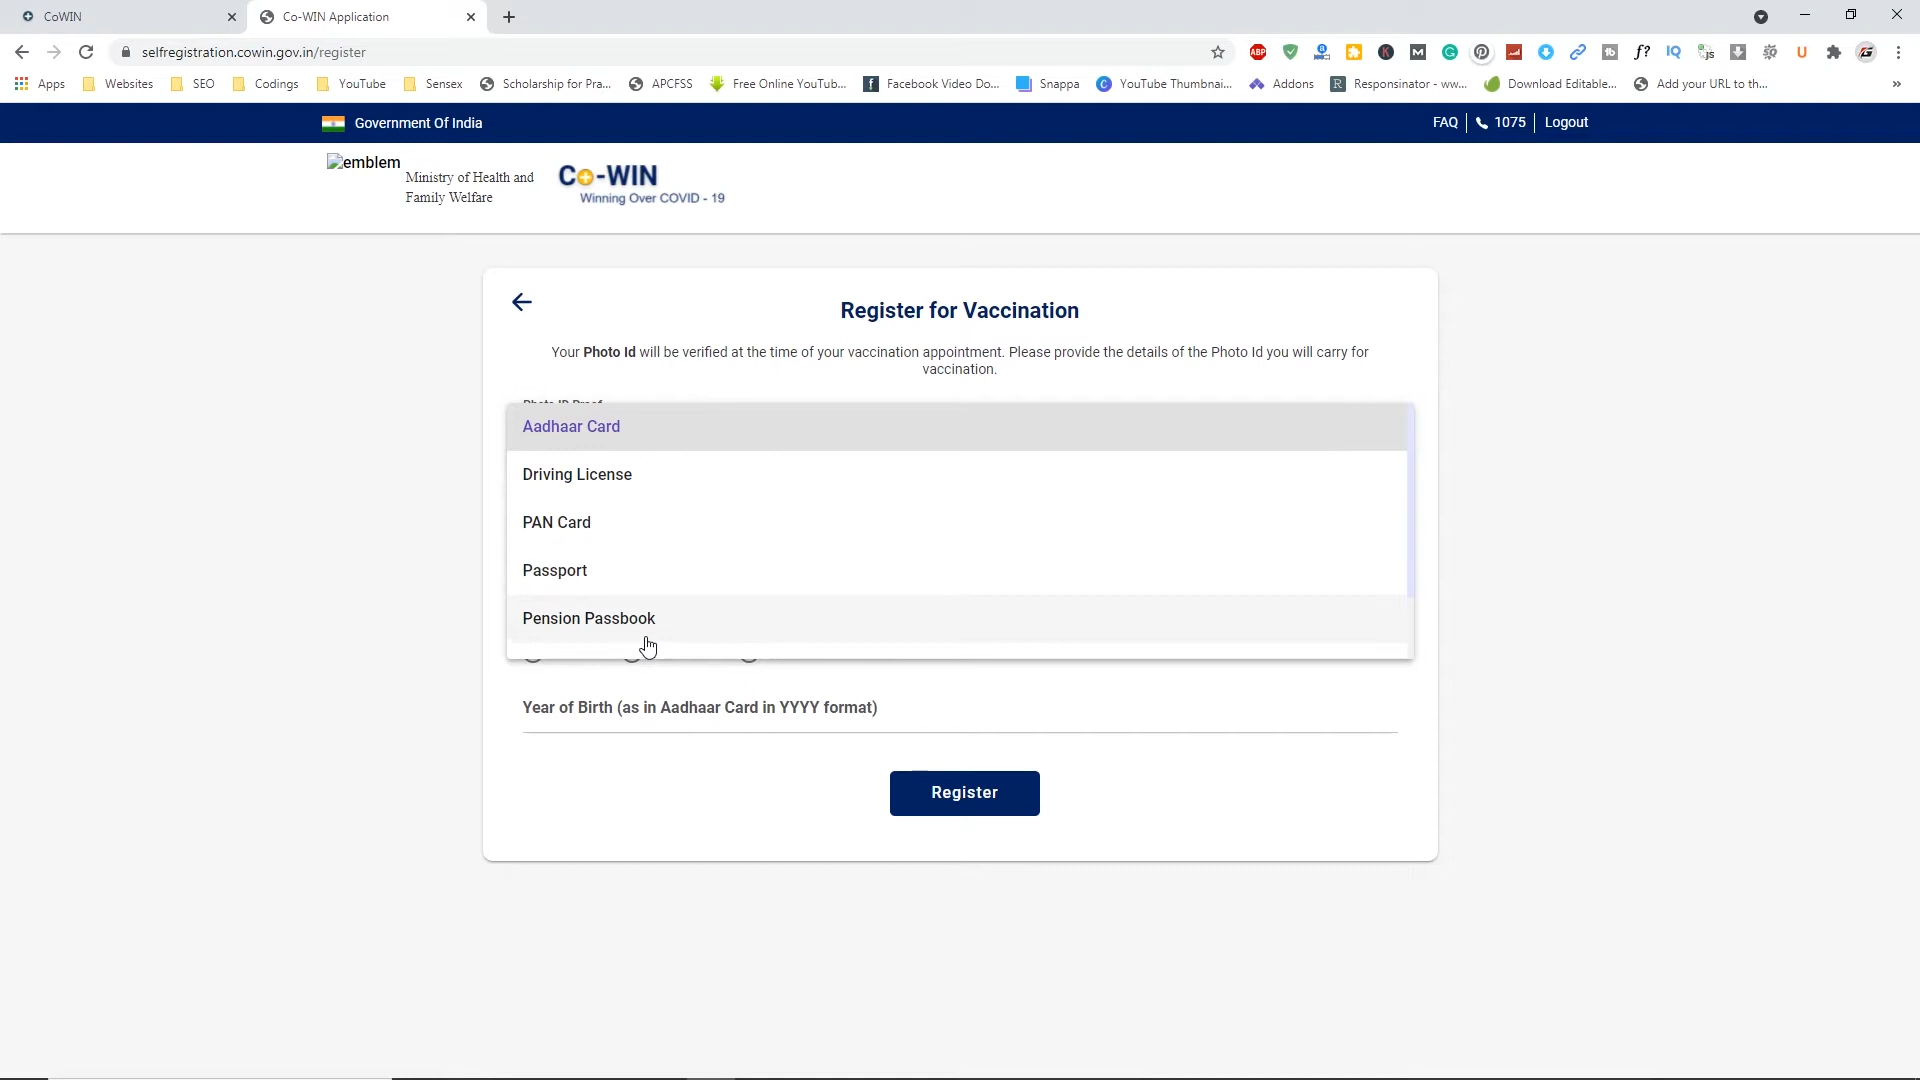 CoWIN
Co-WIN Application
selfregistration.cowin.gov.in/register
Apps
Websites
SEO
Codings
YouTube
Sensex
Scholarship for Pra...
APCFSS
Free Online YouTub...
Facebook Video Do...
Snappa
YouTube Thumbnai...
Addons
Responsinator - ww...
Download Editable...
Add your URL to th...
Government Of India
FAQ
1075
Logout
emblem
Ministry of Health and
Family Welfare
Co-WIN
Winning Over COVID - 19
Register for Vaccination
Your Photo Id will be verified at the time of your vaccination appointment. Please provide the details of the Photo Id you will carry for
vaccination.
Aadhaar Card
Driving License
PAN Card
Passport
Pension Passbook
Year of Birth (as in Aadhaar Card in YYYY format)
Register